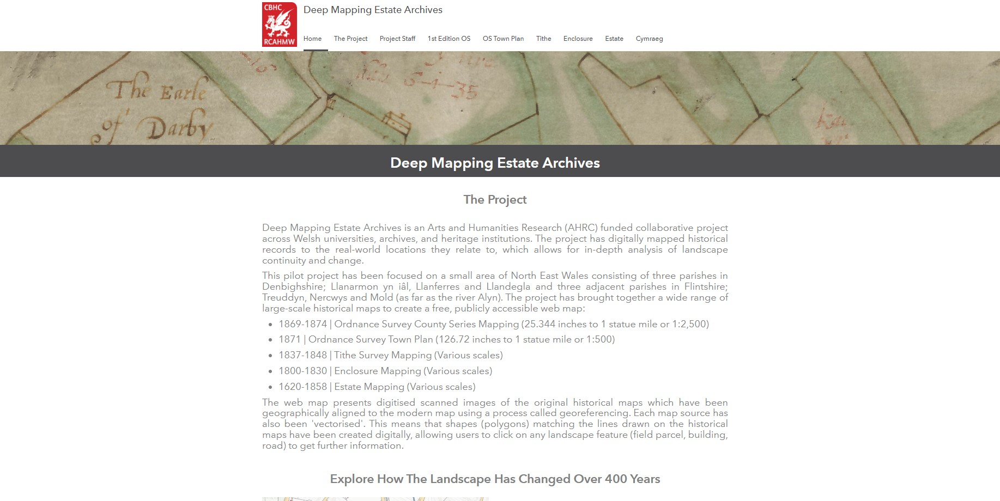 CBHC
RCAHMW
Deep Mapping Estate Archives
Home The Project Project Staff 1st Edition OS OS Town Plan Tithe Enclosure Estate Cymraeg
The Earle
of Darby
6-4-35
Deep Mapping Estate Archives
The Project
Deep Mapping Estate Archives is an Arts and Humanities Research (AHRC) funded collaborative project
across Welsh universities, archives, and heritage institutions. The project has digitally mapped historical
records to the real-world locations they relate to, which allows for in-depth analysis of landscape
continuity and change.
This pilot project has been focused on a small area of North East Wales consisting of three parishes in
Denbighshire; Llanarmon yn iâl, Llanferres and Llandegla and three adjacent parishes in Flintshire;
Treuddyn, Nercwys and Mold (as far as the river Alyn). The project has brought together a wide range of
large-scale historical maps to create a free, publicly accessible web map:
• 1869-1874 | Ordnance Survey County Series Mapping (25.344 inches to 1 statue mile or 1:2,500)
• 1871 | Ordnance Survey Town Plan (126.72 inches to 1 statue mile or 1:500)
• 1837-1848 | Tithe Survey Mapping (Various scales)
• 1800-1830 | Enclosure Mapping (Various scales)
• 1620-1858 | Estate Mapping (Various scales)
The web map presents digitised scanned images of the original historical maps which have been
geographically aligned to the modern map using a process called georeferencing. Each map source has
also been 'vectorised'. This means that shapes (polygons) matching the lines drawn on the historical
maps have been created digitally, allowing users to click on any landscape feature (field parcel, building,
road) to get further information.
Explore How The Landscape Has Changed Over 400 Years